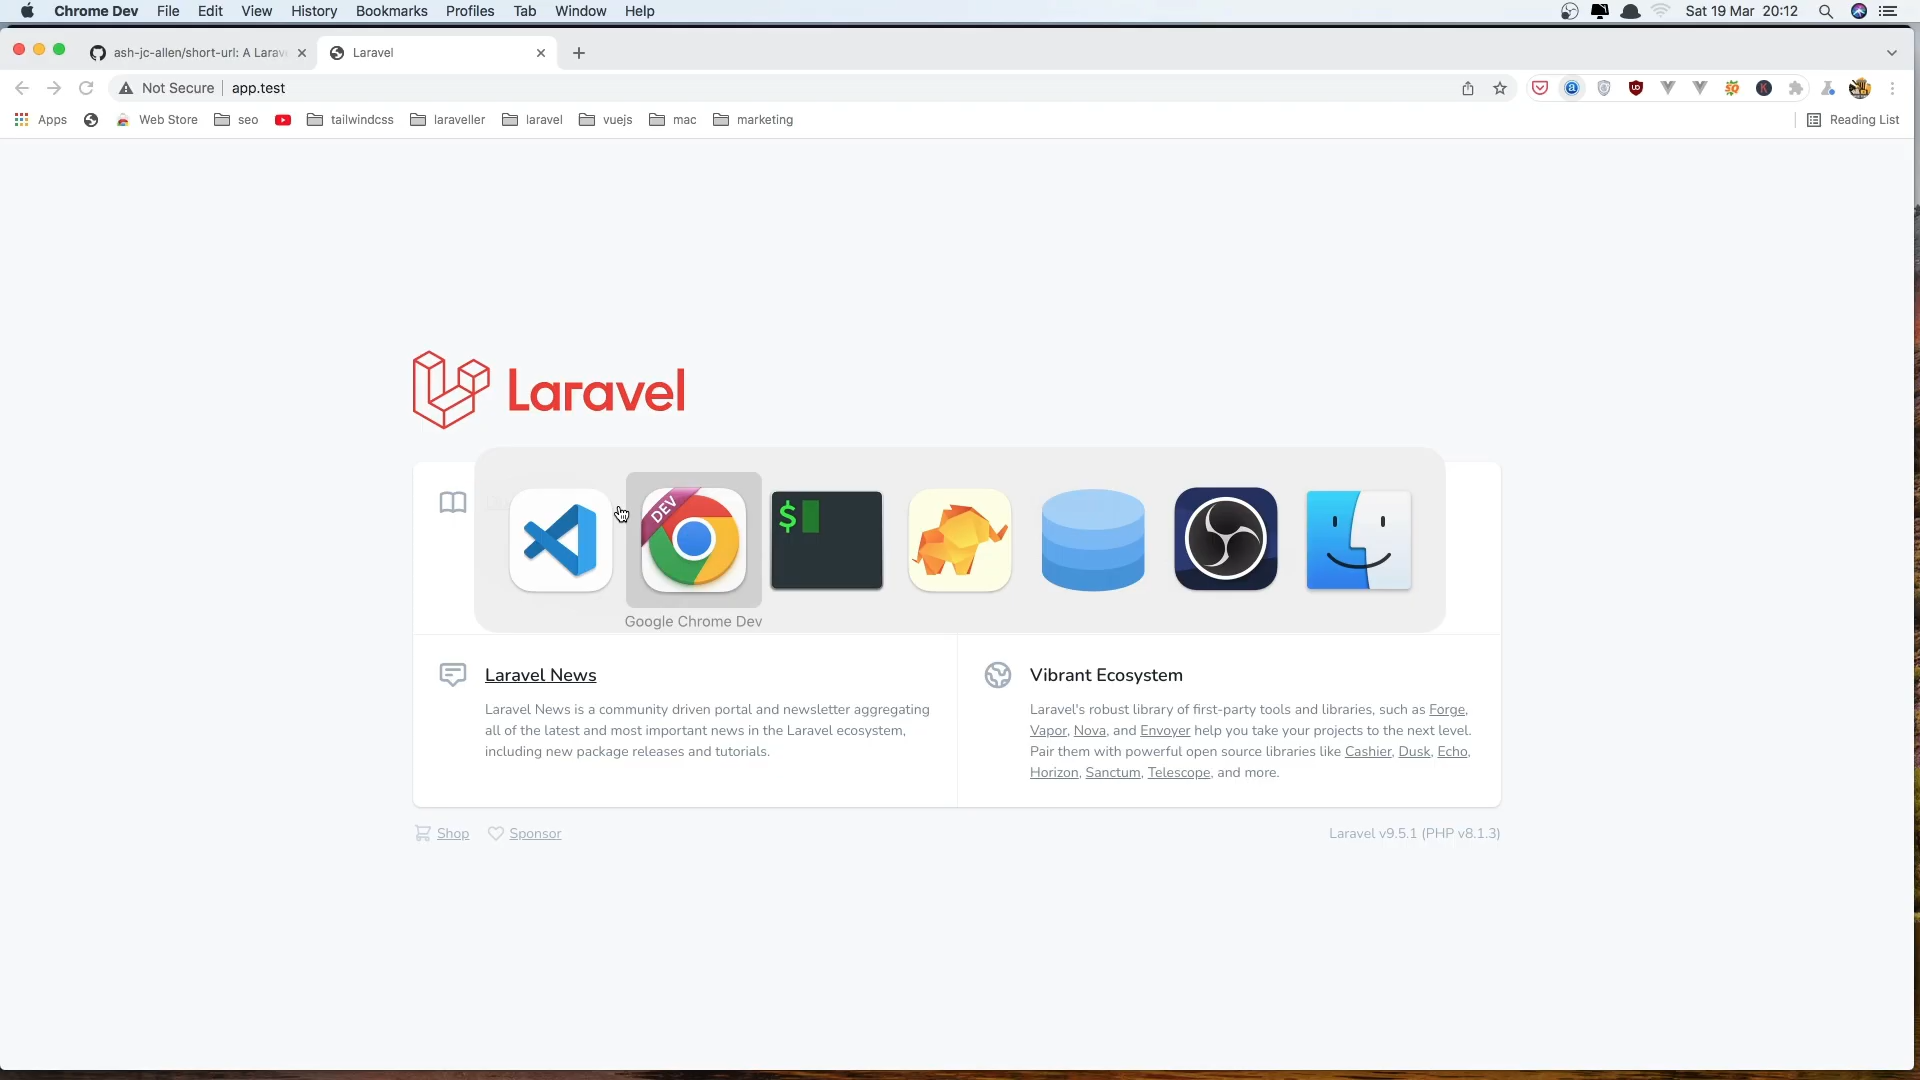 Chrome Dev File Edit View History Bookmarks Profiles Tab Window Help Sat 19 Mar 20:12
ash-jc-allen/short-url: A Larav Laravel
Not Secure app.test
Apps Web Store seo tailwindcss laraveller laravel vuejs mac marketing Reading List
Laravel
DEV
$
Google Chrome Dev
Laravel News
Laravel News is a community driven portal and newsletter aggregating
all of the latest and most important news in the Laravel ecosystem,
including new package releases and tutorials.
Vibrant Ecosystem
Laravel's robust library of first-party tools and libraries, such as Forge,
Vapor, Nova, and Envoyer help you take your projects to the next level.
Pair them with powerful open source libraries like Cashier, Dusk, Echo,
Horizon, Sanctum, Telescope, and more.
Shop Sponsor Laravel v9.5.1 (PHP v8.1.3)